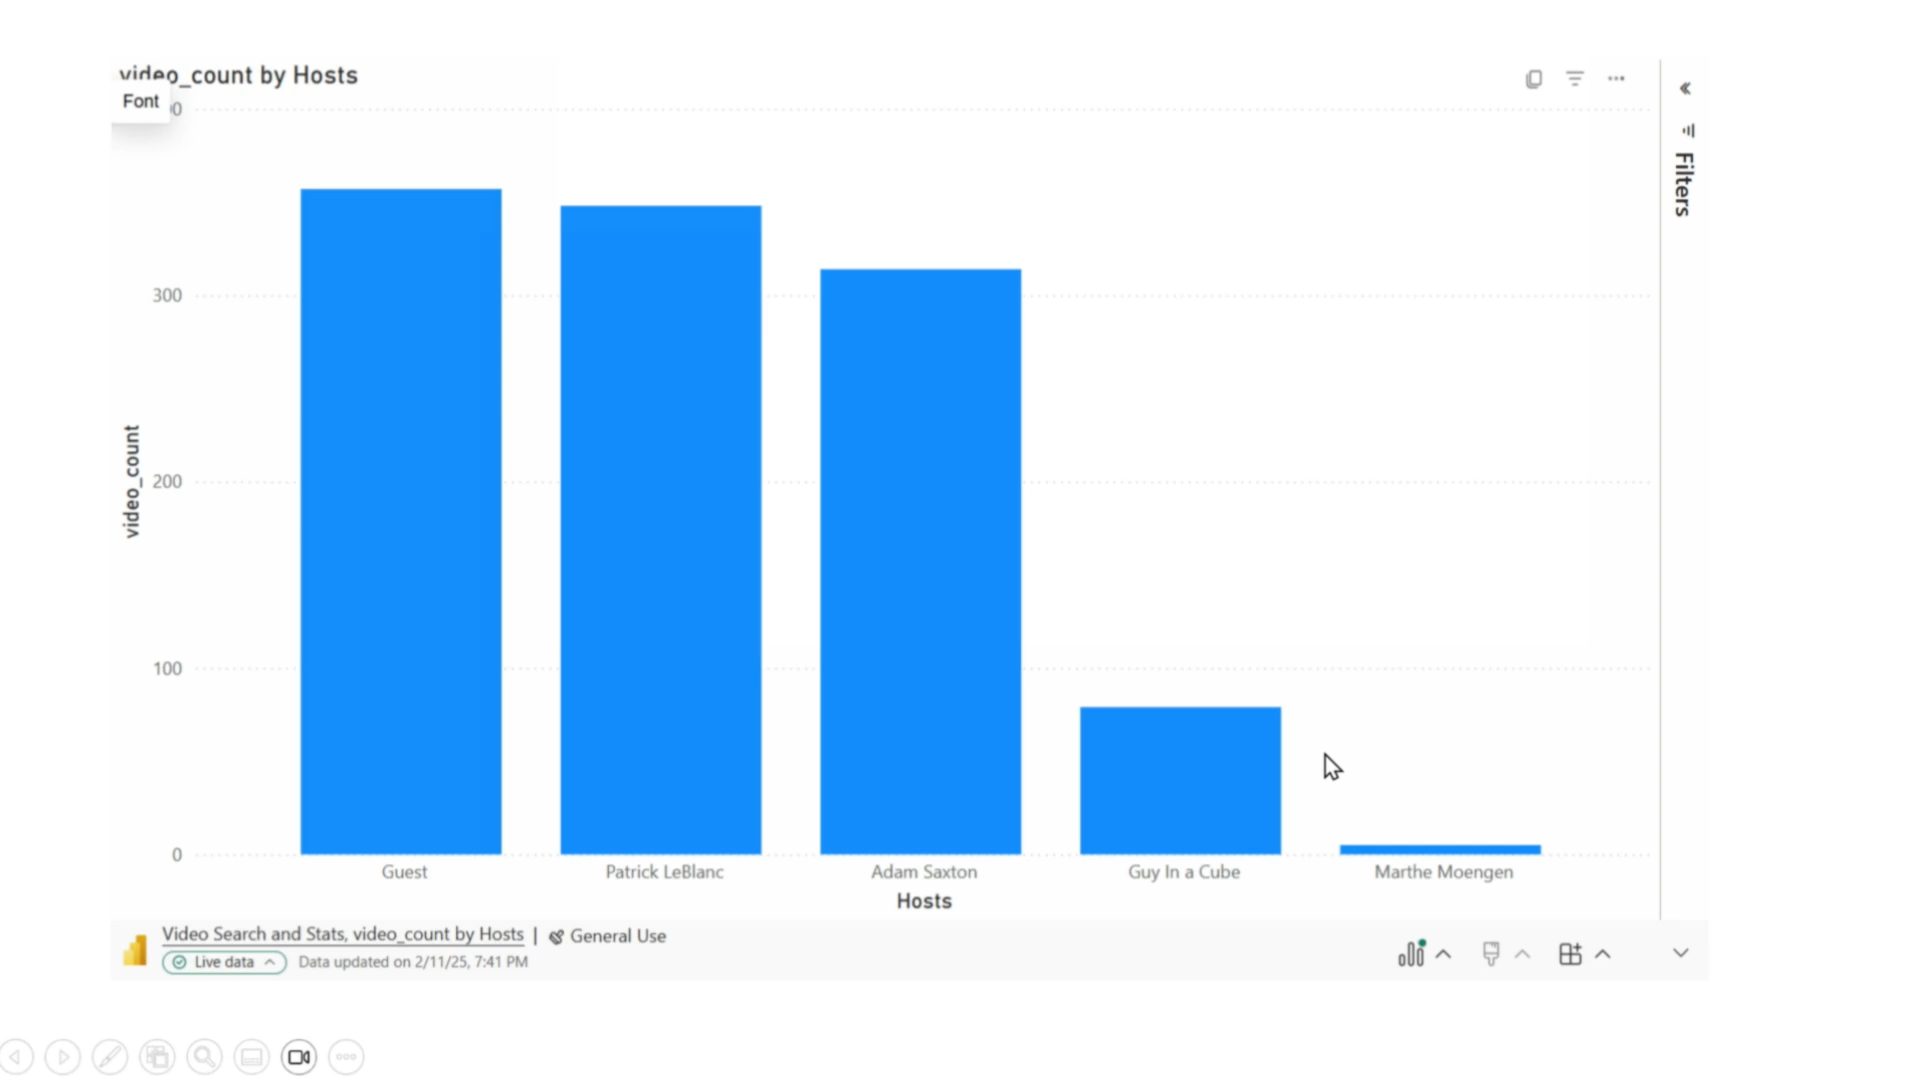 video_count by Hosts
Font
300
200
100
0
video_count
Guest
Patrick LeBlanc
Adam Saxton
Guy In a Cube
Marthe Moengen
Hosts
Filters
Video Search and Stats, video_count by Hosts | General Use
Live data
Data updated on 2/11/25, 7:41 PM